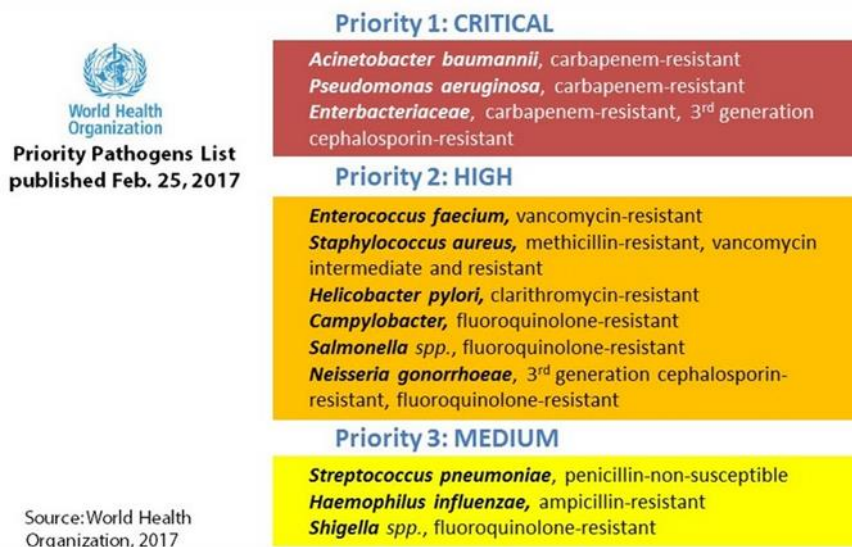 World Health
Organization
Priority Pathogens List
published Feb. 25, 2017
Source: World Health
Organization, 2017
Priority 1: CRITICAL
Acinetobacter baumannii, carbapenem-resistant
Pseudomonas aeruginosa, carbapenem-resistant
Enterbacteriaceae, carbapenem-resistant, 3rd generation
cephalosporin-resistant
Priority 2: HIGH
Enterococcus faecium, vancomycin-resistant
Staphylococcus aureus, methicillin-resistant, vancomycin
intermediate and resistant
Helicobacter pylori, clarithromycin-resistant
Campylobacter, fluoroquinolone-resistant
Salmonella spp., fluoroquinolone-resistant
Neisseria gonorrhoeae, 3rd generation cephalosporin-
resistant, fluoroquinolone-resistant
Priority 3: MEDIUM
Streptococcus pneumoniae, penicillin-non-susceptible
Haemophilus influenzae, ampicillin-resistant
Shigella spp., fluoroquinolone-resistant